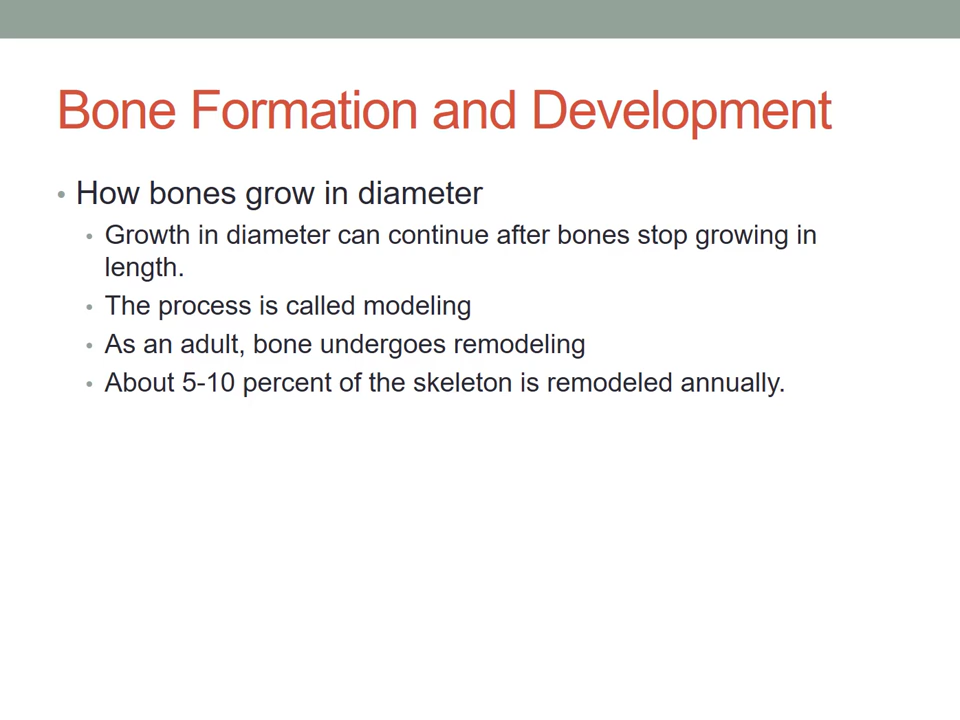 Bone Formation and Development
• How bones grow in diameter
• Growth in diameter can continue after bones stop growing in
length.
• The process is called modeling
• As an adult, bone undergoes remodeling
• About 5-10 percent of the skeleton is remodeled annually.